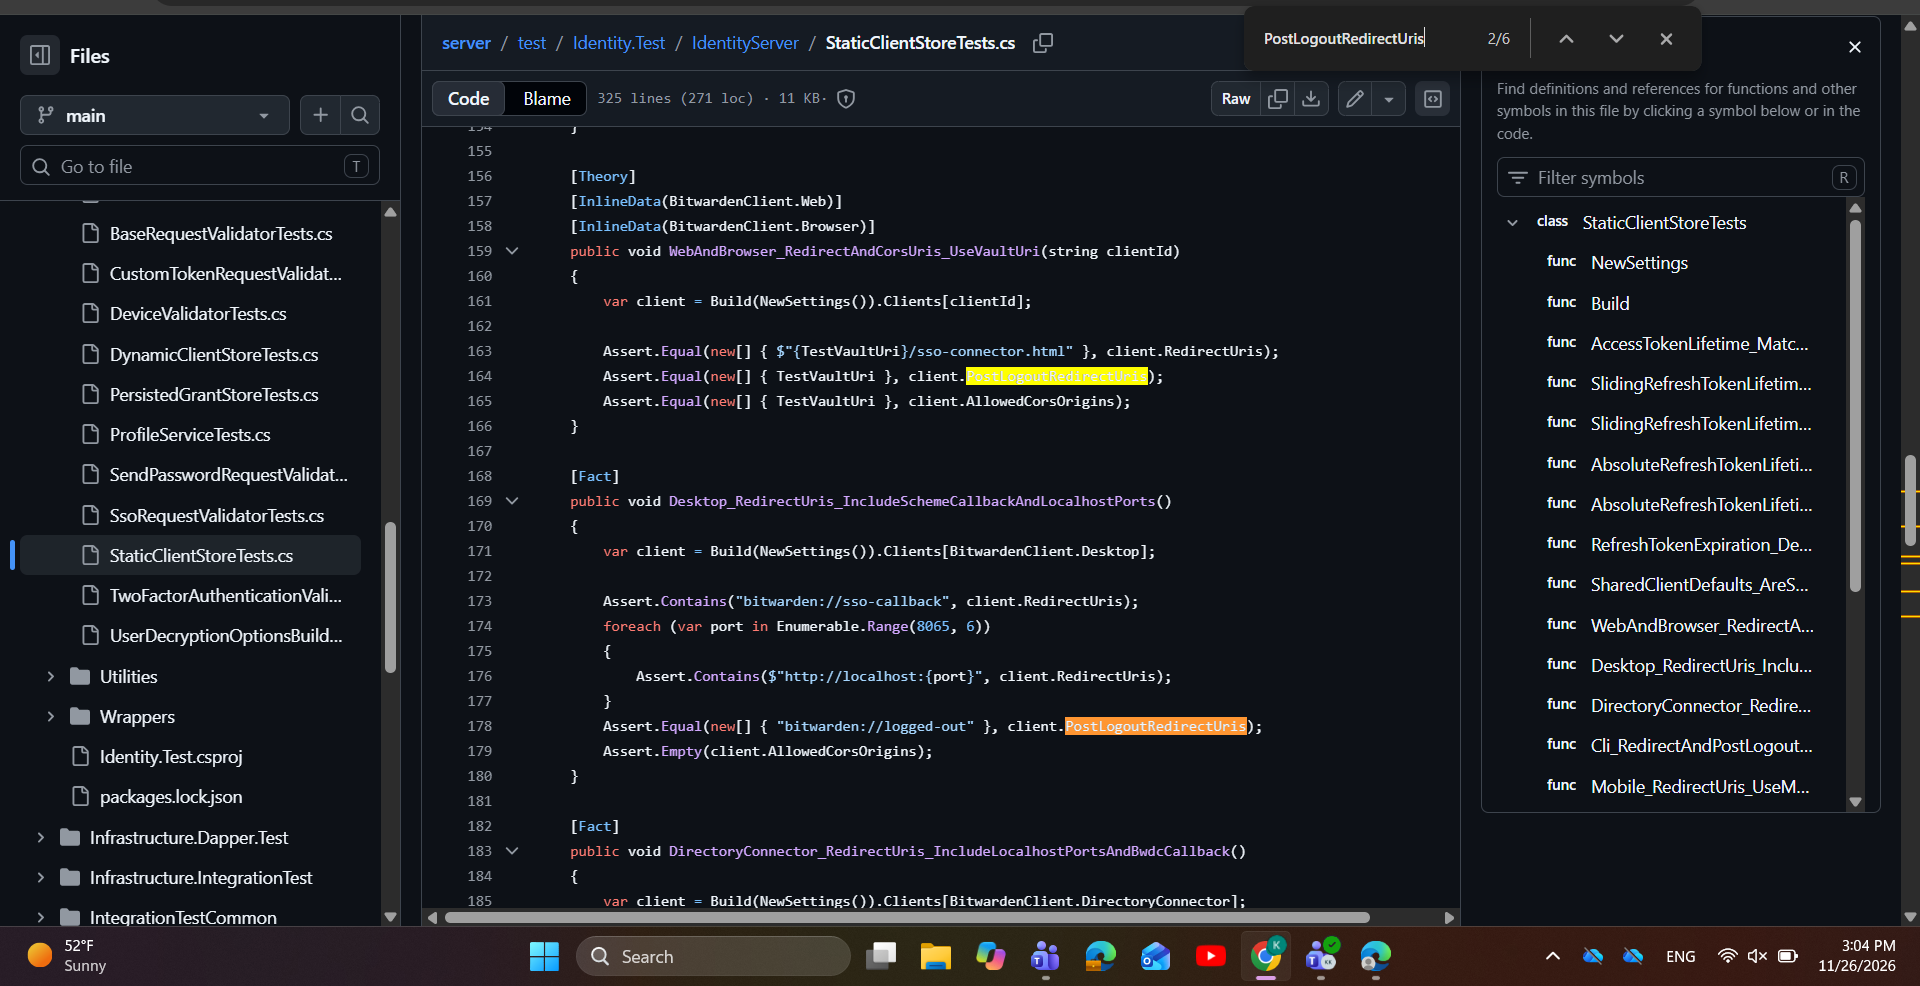 Files
main
Go to file
T
BaseRequestValidatorTests.cs
CustomTokenRequestValidat...
DeviceValidatorTests.cs
DynamicClientStoreTests.cs
PersistedGrantStoreTests.cs
ProfileServiceTests.cs
SendPasswordRequestValidat...
SsoRequestValidatorTests.cs
StaticClientStoreTests.cs
TwoFactorAuthenticationVali...
UserDecryptionOptionsBuild...
Utilities
Wrappers
Identity.Test.csproj
packages.lock.json
Infrastructure.Dapper.Test
Infrastructure.IntegrationTest
IntegrationTestCommon
server / test / Identity.Test / IdentityServer / StaticClientStoreTests.cs
PostLogoutRedirectUris 2/6
Code Blame 325 lines (271 loc) · 11 KB
Raw
154 }
155
156 [Theory]
157 [InlineData(BitwardenClient.Web)]
158 [InlineData(BitwardenClient.Browser)]
159 public void WebAndBrowser_RedirectAndCorsUris_UseVaultUri(string clientId)
160 {
161 var client = Build(NewSettings()).Clients[clientId];
162
163 Assert.Equal(new[] { $"{TestVaultUri}/sso-connector.html" }, client.RedirectUris);
164 Assert.Equal(new[] { TestVaultUri }, client.PostLogoutRedirectUris);
165 Assert.Equal(new[] { TestVaultUri }, client.AllowedCorsOrigins);
166 }
167
168 [Fact]
169 public void Desktop_RedirectUris_IncludeSchemeCallbackAndLocalhostPorts()
170 {
171 var client = Build(NewSettings()).Clients[BitwardenClient.Desktop];
172
173 Assert.Contains("bitwarden://sso-callback", client.RedirectUris);
174 foreach (var port in Enumerable.Range(8065, 6))
175 {
176 Assert.Contains($"http://localhost:{port}", client.RedirectUris);
177 }
178 Assert.Equal(new[] { "bitwarden://logged-out" }, client.PostLogoutRedirectUris);
179 Assert.Empty(client.AllowedCorsOrigins);
180 }
181
182 [Fact]
183 public void DirectoryConnector_RedirectUris_IncludeLocalhostPortsAndBwdcCallback()
184 {
185 var client = Build(NewSettings()).Clients[BitwardenClient.DirectoryConnector];
Find definitions and references for functions and other
symbols in this file by clicking a symbol below or in the
code.
Filter symbols
R
class StaticClientStoreTests
func NewSettings
func Build
func AccessTokenLifetime_Matc...
func SlidingRefreshTokenLifetim...
func SlidingRefreshTokenLifetim...
func AbsoluteRefreshTokenLifeti...
func AbsoluteRefreshTokenLifeti...
func RefreshTokenExpiration_De...
func SharedClientDefaults_AreS...
func WebAndBrowser_RedirectA...
func Desktop_RedirectUris_Inclu...
func DirectoryConnector_Redire...
func Cli_RedirectAndPostLogout...
func Mobile_RedirectUris_UseM...
52°F
Sunny
Search
ENG
3:04 PM
11/26/2026